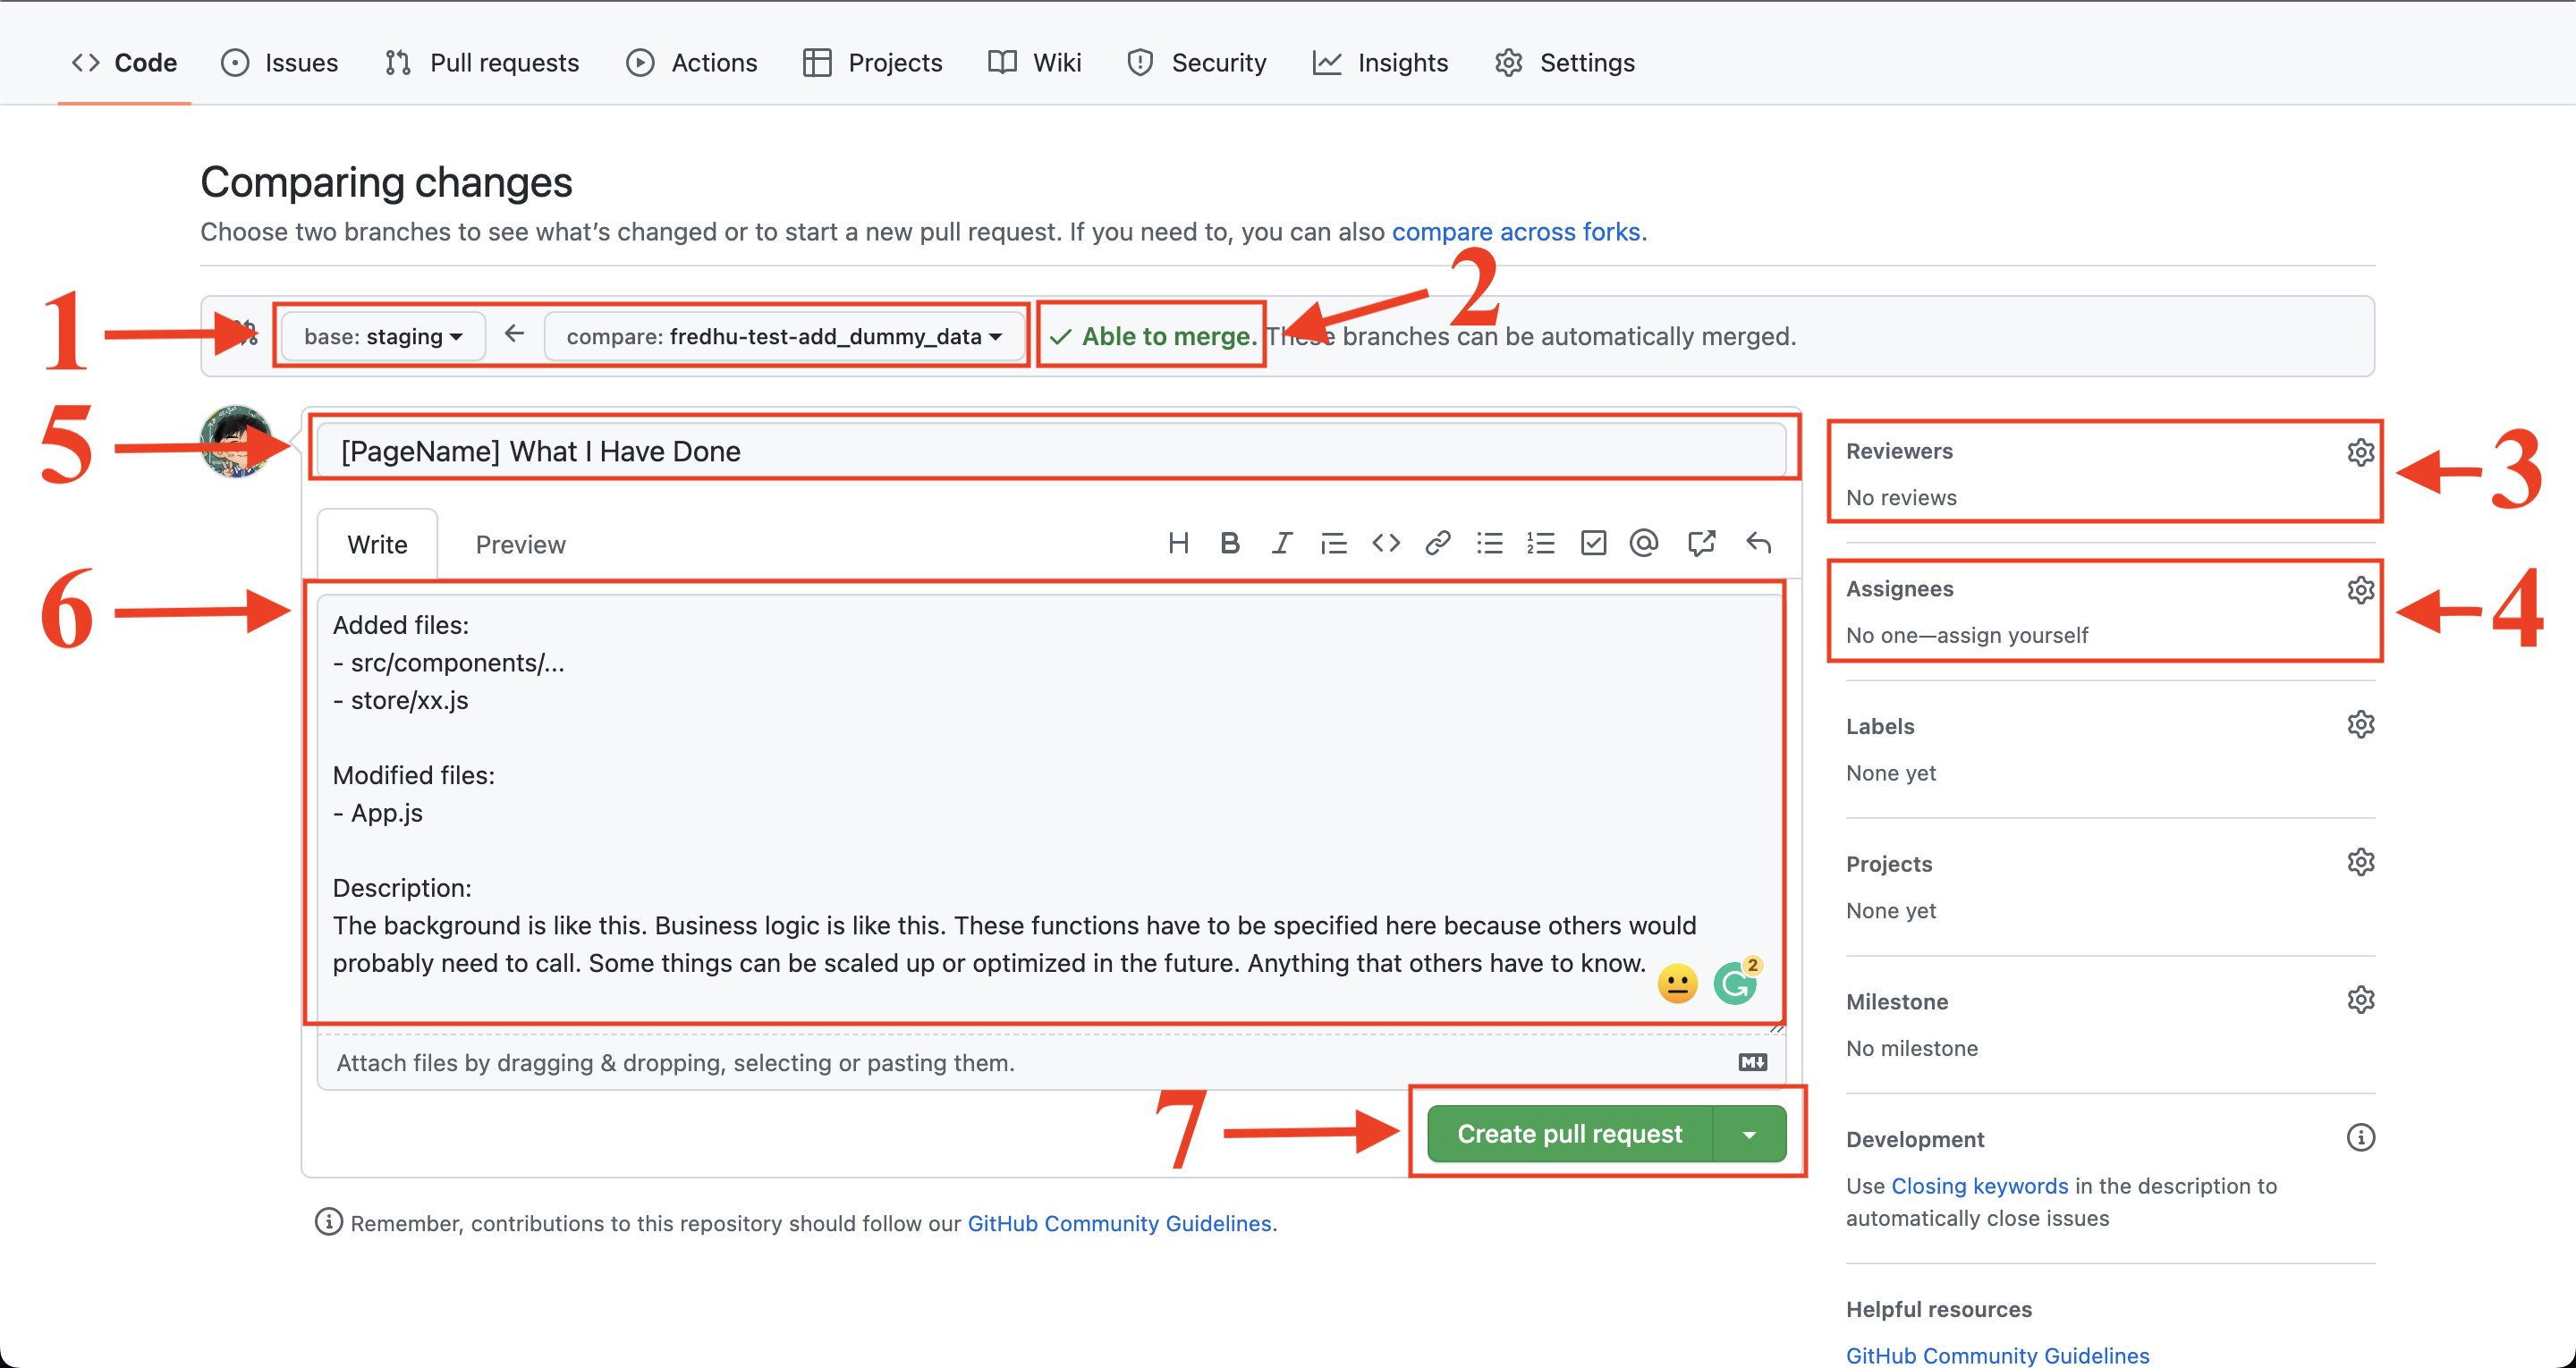 Code Issues Pull requests Actions Projects Wiki Security Insights Settings
Comparing changes
Choose two branches to see what's changed or to start a new pull request. If you need to, you can also compare across forks.
1
2
base: staging
compare: fredhu-test-add_dummy_data
Able to merge. These branches can be automatically merged.
5
[PageName] What I Have Done
Write Preview
6
Added files:
- src/components/...
- store/xx.js
Modified files:
- App.js
Description:
The background is like this. Business logic is like this. These functions have to be specified here because others would
probably need to call. Some things can be scaled up or optimized in the future. Anything that others have to know.
2
Attach files by dragging & dropping, selecting or pasting them.
M
7
Create pull request
Remember, contributions to this repository should follow our GitHub Community Guidelines.
Reviewers
No reviews
3
Assignees
No one—assign yourself
4
Labels
None yet
Projects
None yet
Milestone
No milestone
Development
Use Closing keywords in the description to
automatically close issues
Helpful resources
GitHub Community Guidelines